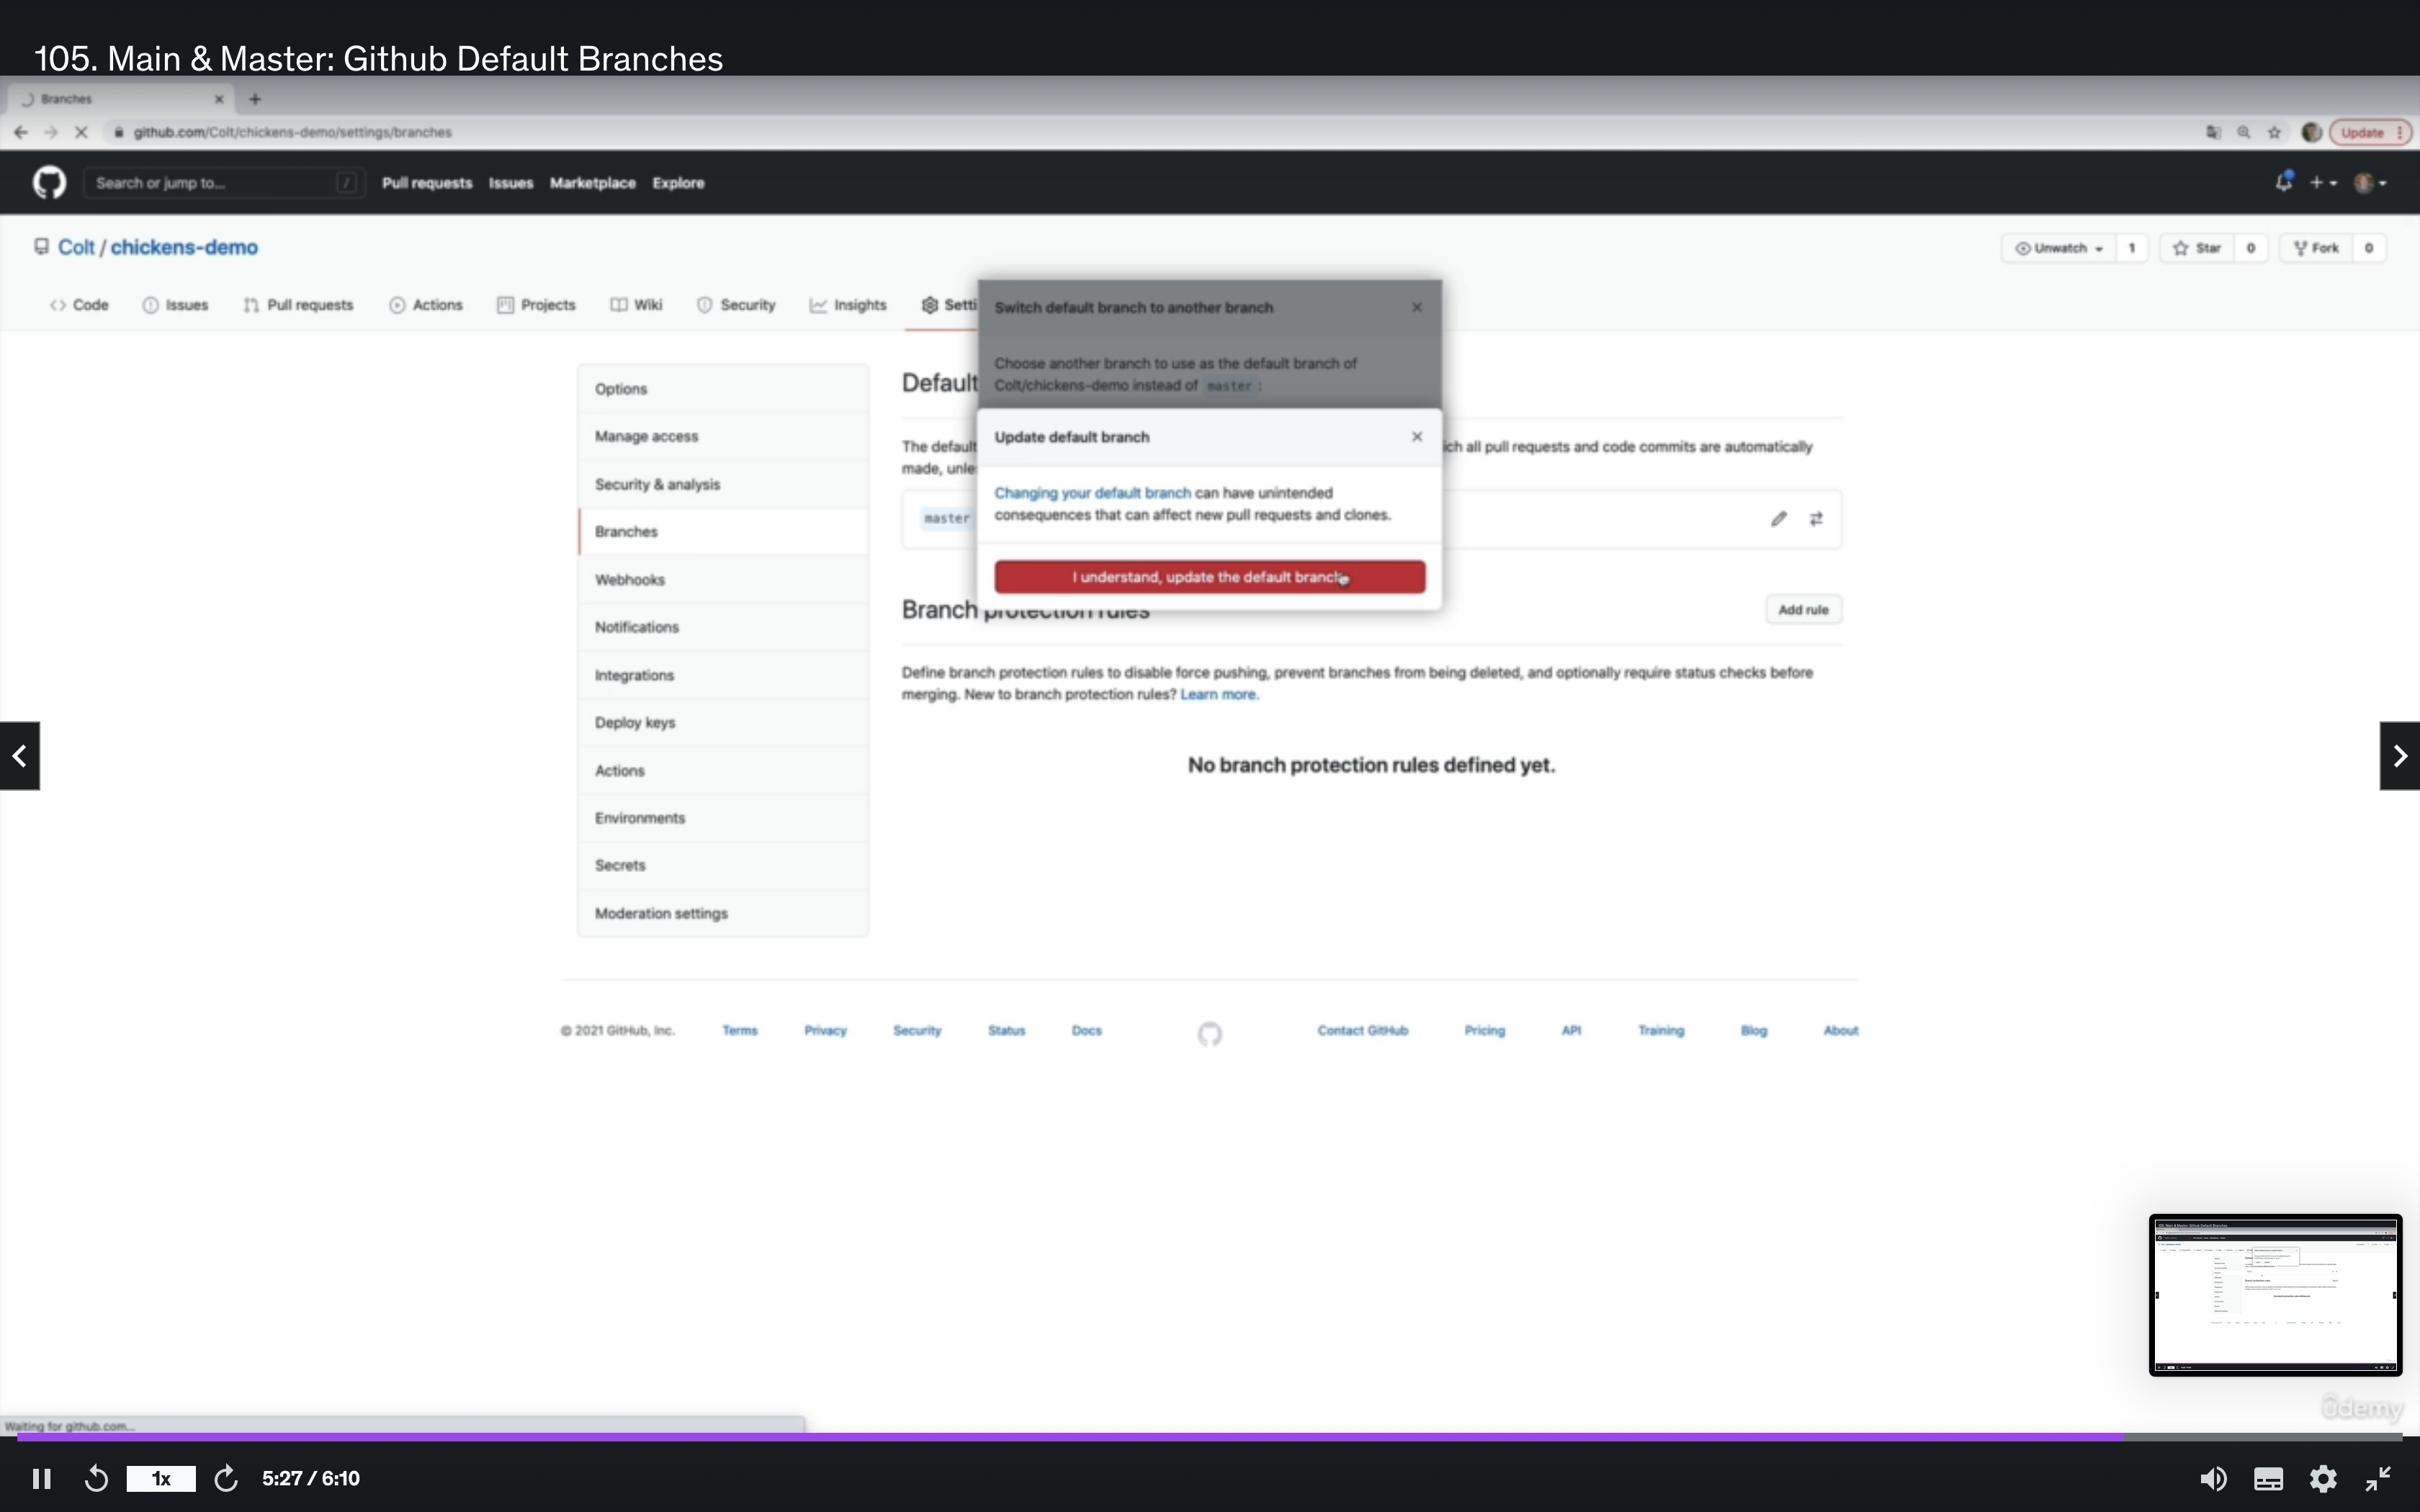 105. Main & Master: Github Default Branches
Branches
github.com/Colt/chickens-demo/settings/branches
Update
Search or jump to...
/
Pull requests
Issues
Marketplace
Explore
Colt / chickens-demo
Unwatch
1
Star
0
Fork
0
Code
Issues
Pull requests
Actions
Projects
Wiki
Security
Insights
Setti
Switch default branch to another branch
Choose another branch to use as the default branch of
Colt/chickens-demo instead of master :
Update default branch
Changing your default branch can have unintended
consequences that can affect new pull requests and clones.
I understand, update the default branch
Options
Manage access
Security & analysis
Branches
Webhooks
Notifications
Integrations
Deploy keys
Actions
Environments
Secrets
Moderation settings
Default
The default
ich all pull requests and code commits are automatically
made, unle
master
Branch protection rules
Add rule
Define branch protection rules to disable force pushing, prevent branches from being deleted, and optionally require status checks before
merging. New to branch protection rules? Learn more.
No branch protection rules defined yet.
© 2021 GitHub, Inc.
Terms
Privacy
Security
Status
Docs
Contact GitHub
Pricing
API
Training
Blog
About
udemy
Waiting for github.com...
1x
5:27 / 6:10